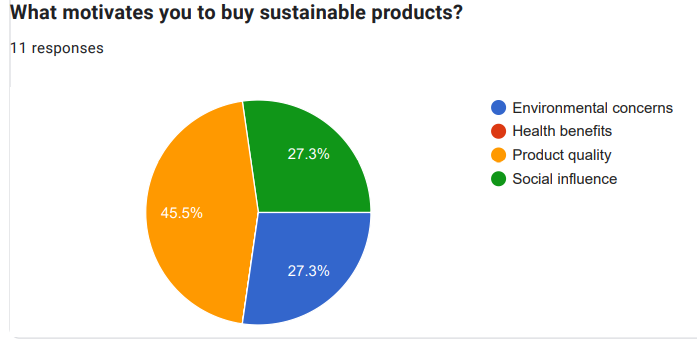 What motivates you to buy sustainable products?
11 responses
Environmental concerns
Health benefits
Product quality
Social influence
27.3%
45.5%
27.3%